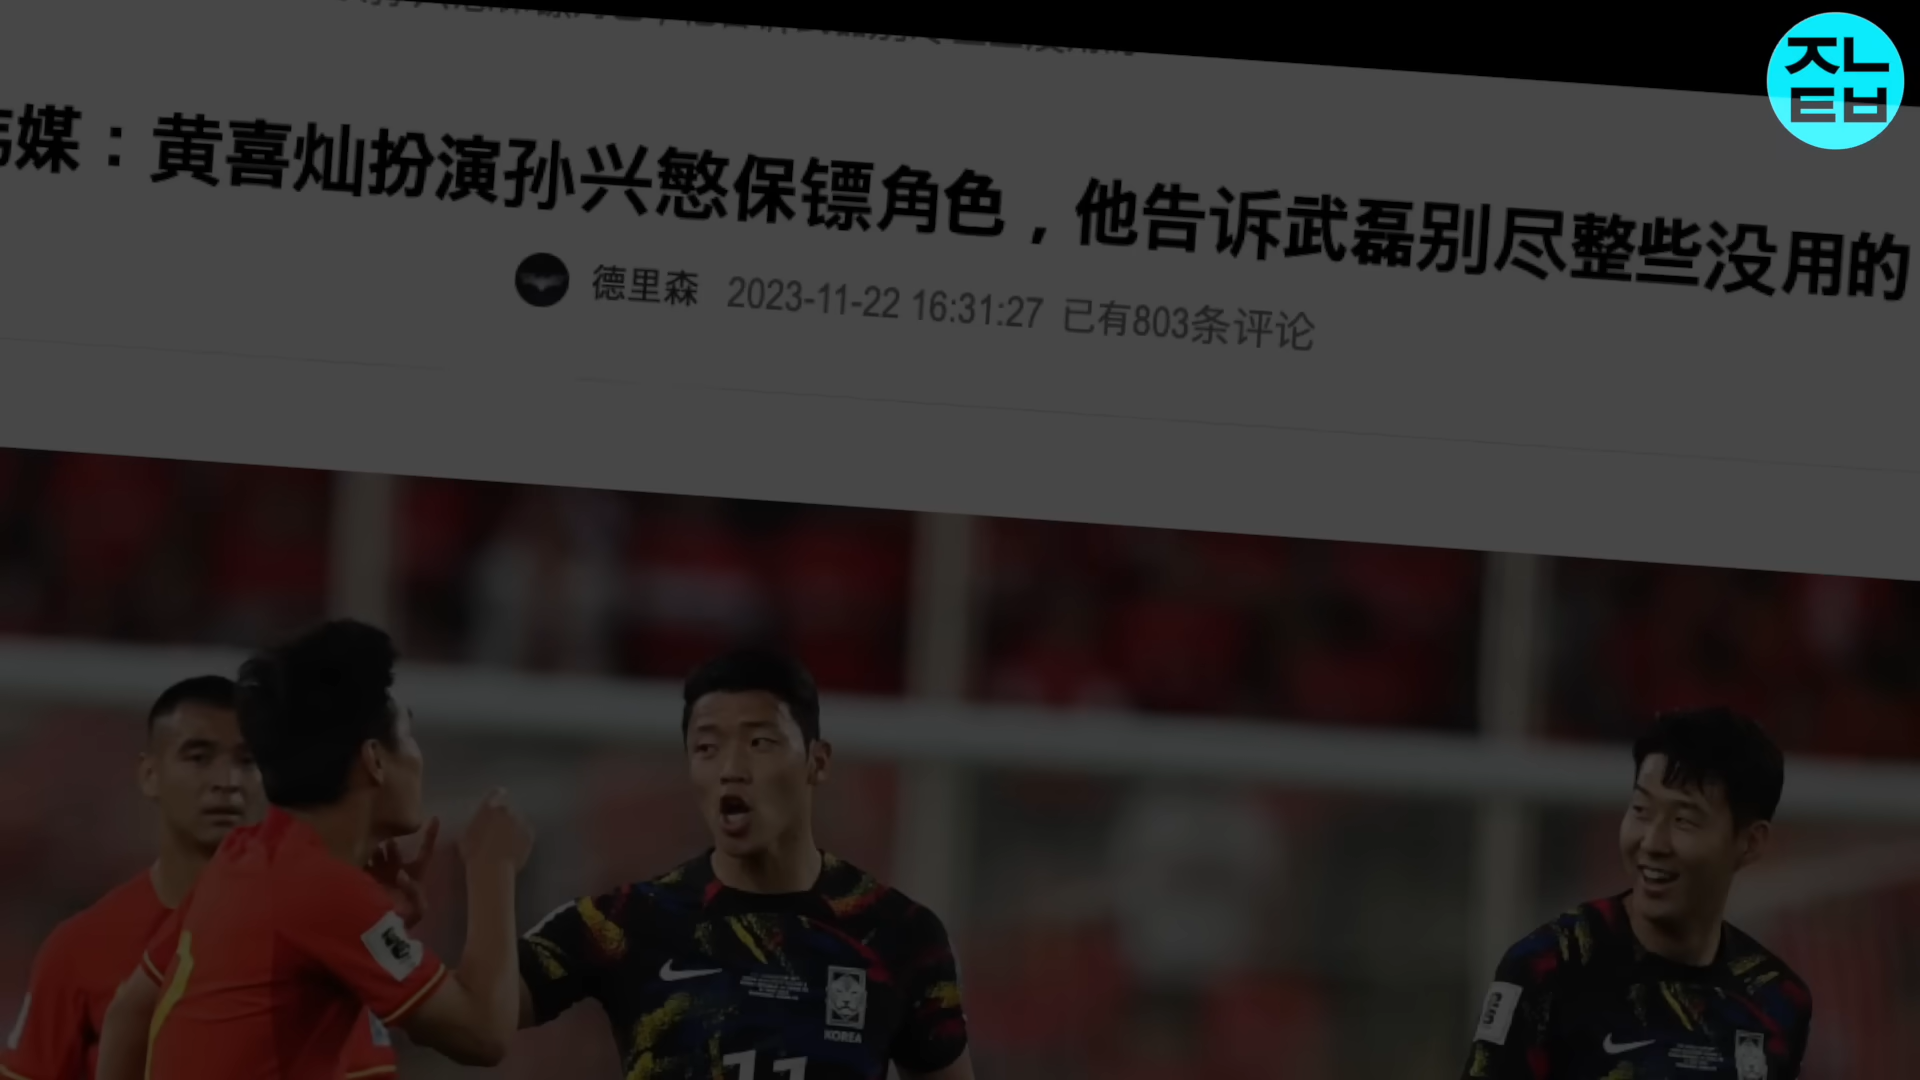 韦媒：黄喜灿扮演孙兴慜保镖角色，他告诉武磊别尽整些没用的
德里森 2023-11-22 16:31:27 已有803条评论
KOREA
11